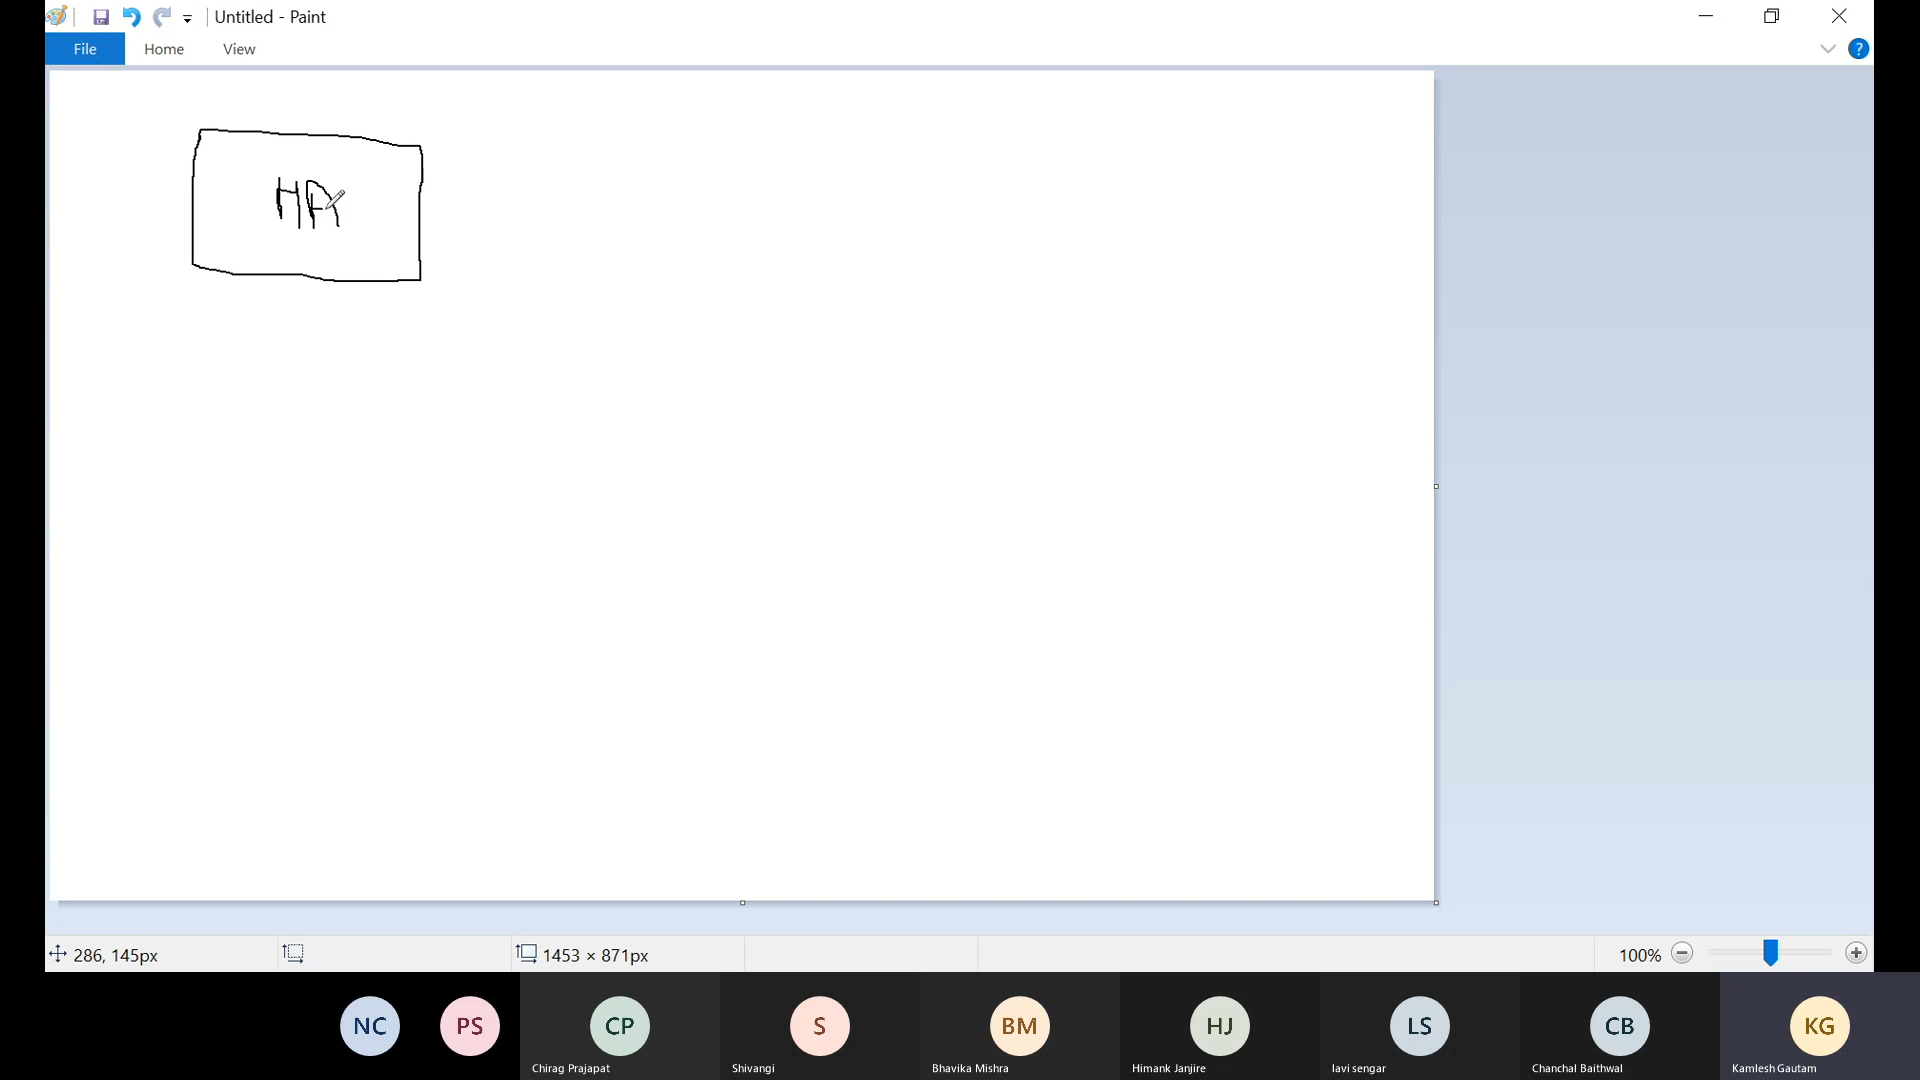 Untitled - Paint
File Home View
?
HR
286, 145px
1453 × 871px
100%
NC
PS
CP
Chirag Prajapat
S
Shivangi
BM
Bhavika Mishra
HJ
Himank Janjire
LS
lavi sengar
CB
Chanchal Baithwal
KG
Kamlesh Gautam